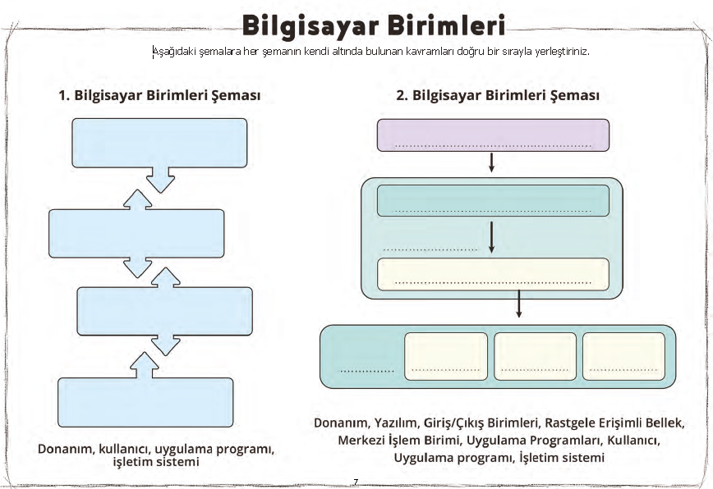 Bilgisayar Birimleri
Aşağıdaki şemalara her şemanın kendi altında bulunan kavramları doğru bir sırayla yerleştiriniz.
1. Bilgisayar Birimleri Şeması
Donanım, kullanıcı, uygulama programı,
işletim sistemi
2. Bilgisayar Birimleri Şeması
Donanım, Yazılım, Giriş/Çıkış Birimleri, Rastgele Erişimli Bellek,
Merkezi İşlem Birimi, Uygulama Programları, Kullanıcı,
Uygulama programı, İşletim sistemi
7